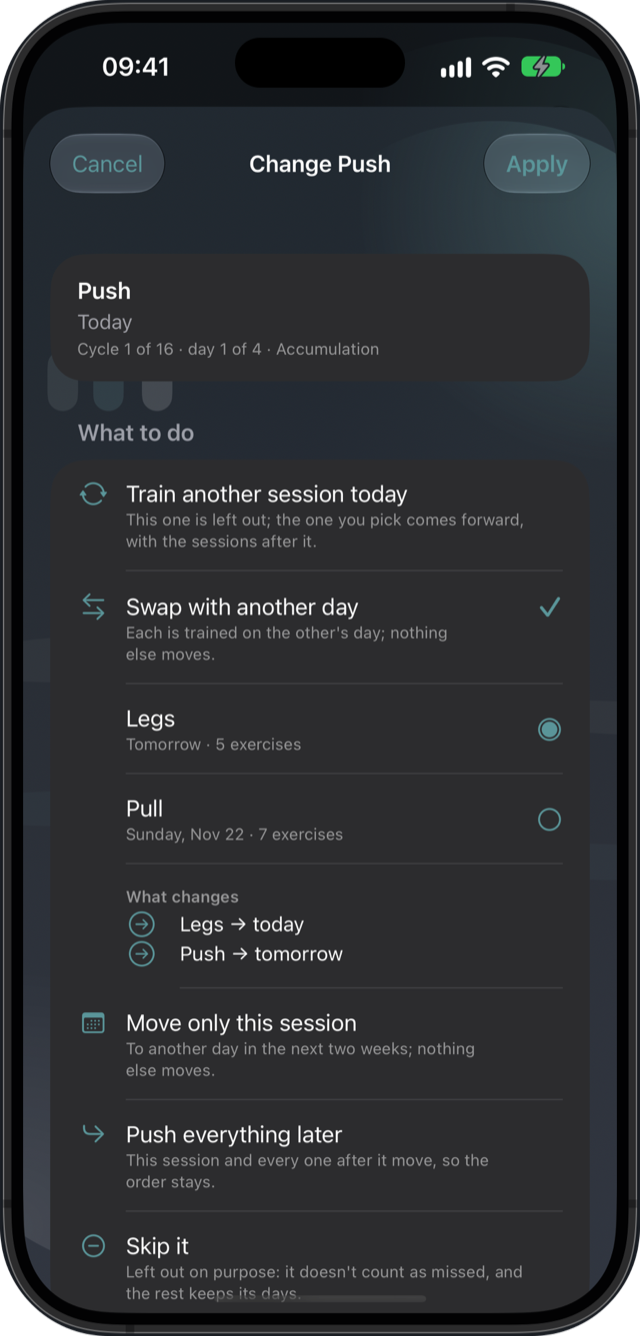 09:41
Cancel
Change Push
Apply
Push
Today
Cycle 1 of 16 · day 1 of 4 · Accumulation
What to do
Train another session today
This one is left out; the one you pick comes forward,
with the sessions after it.
Swap with another day
Each is trained on the other's day; nothing
else moves.
Legs
Tomorrow · 5 exercises
Pull
Sunday, Nov 22 · 7 exercises
What changes
Legs → today
Push → tomorrow
Move only this session
To another day in the next two weeks; nothing
else moves.
Push everything later
This session and every one after it move, so the
order stays.
Skip it
Left out on purpose: it doesn't count as missed, and
the rest keeps its days.